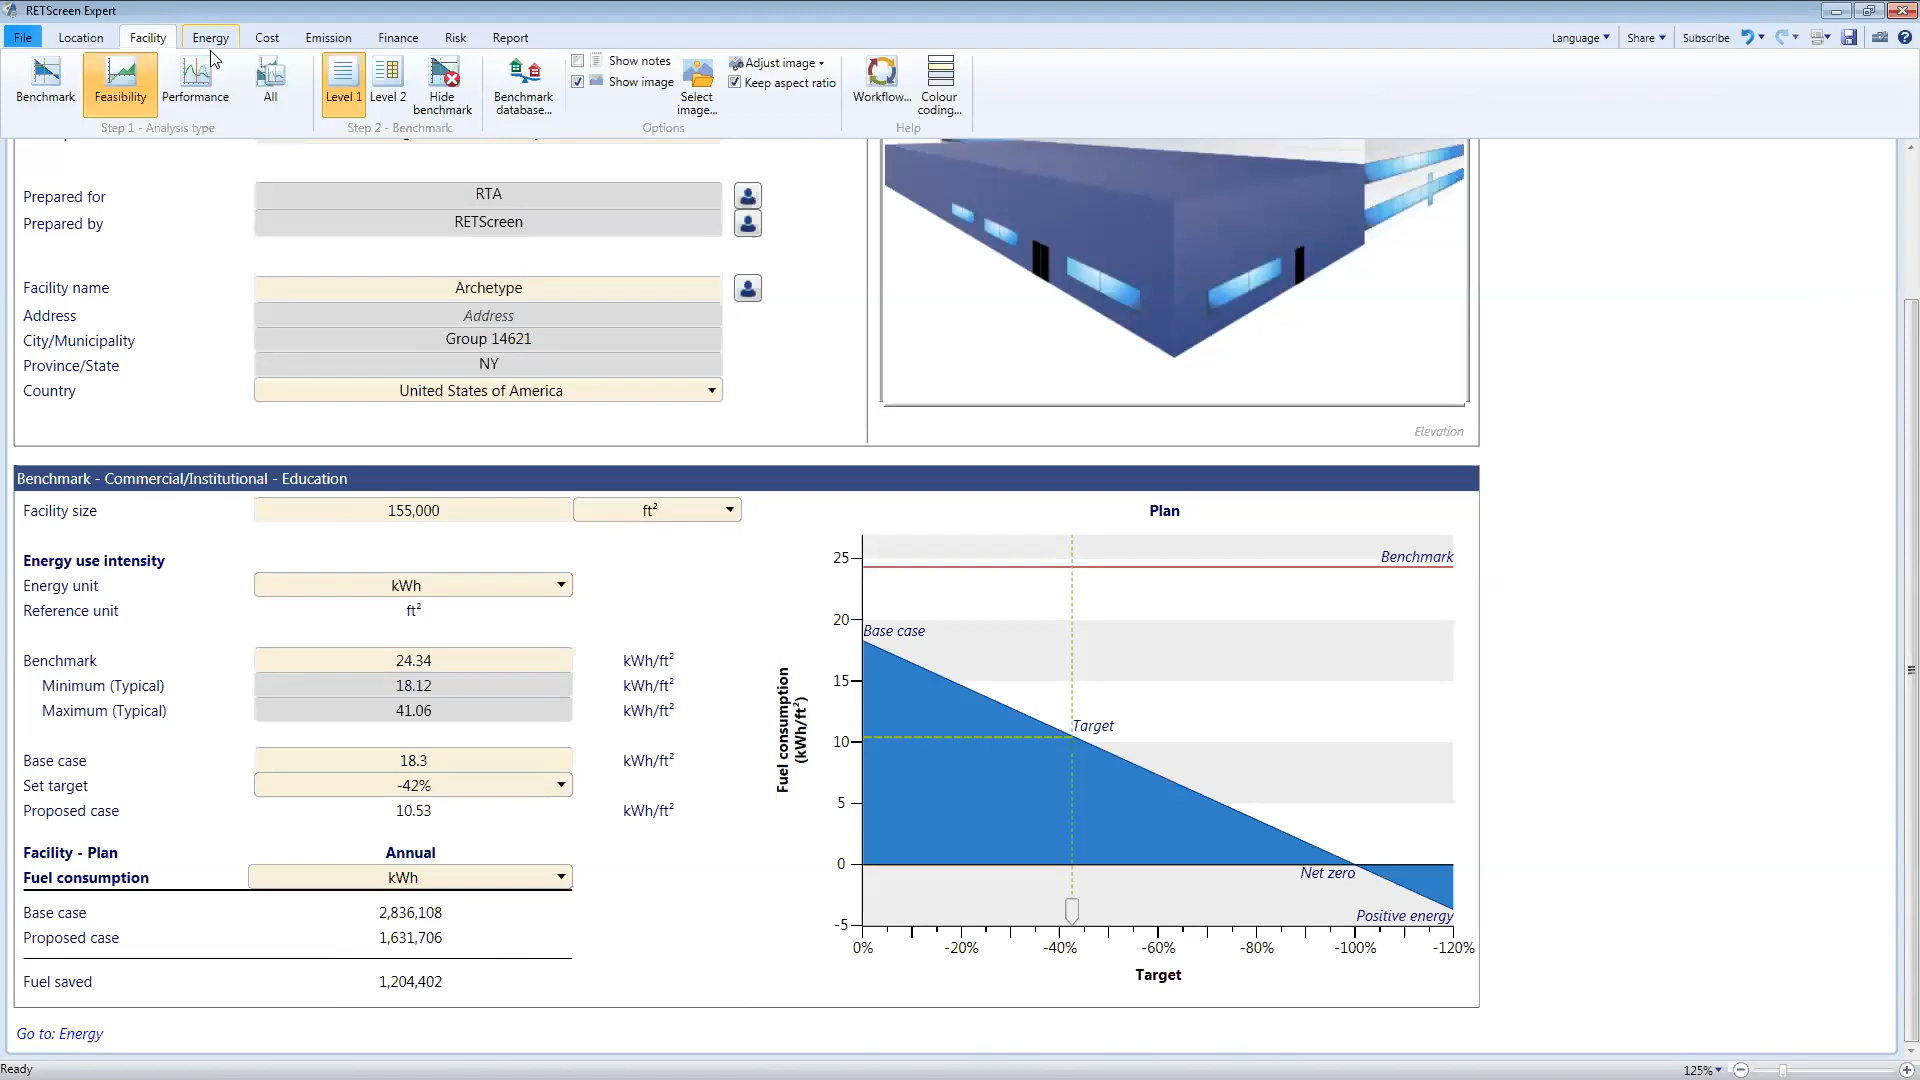 RETScreen Expert
File Location Facility Energy Cost Emission Finance Risk Report
Language Share Subscribe
Benchmark Feasibility Performance All
Step 1 - Analysis type
Level 1 Level 2 Hide benchmark
Step 2 - Benchmark
Benchmark database...
Show notes
Show image
Select image...
Adjust image
Keep aspect ratio
Options
Workflow... Colour coding...
Help
Prepared for RTA
Prepared by RETScreen
Facility name Archetype
Address Address
City/Municipality Group 14621
Province/State NY
Country United States of America
Elevation
Benchmark - Commercial/Institutional - Education
Facility size 155,000 ft²
Energy use intensity
Energy unit kWh
Reference unit ft²
Benchmark 24.34 kWh/ft²
Minimum (Typical) 18.12 kWh/ft²
Maximum (Typical) 41.06 kWh/ft²
Base case 18.3 kWh/ft²
Set target -42%
Proposed case 10.53 kWh/ft²
Facility - Plan Annual
Fuel consumption kWh
Base case 2,836,108
Proposed case 1,631,706
Fuel saved 1,204,402
Plan
Fuel consumption
(kWh/ft²)
25
20
15
10
5
0
-5
Benchmark
Base case
Target
Net zero
Positive energy
0% -20% -40% -60% -80% -100% -120%
Target
Go to: Energy
Ready
125%